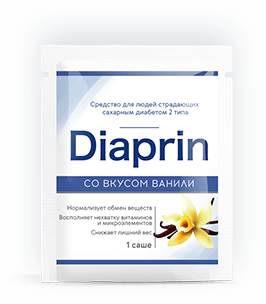 Средство для людей страдающих
сахарным диабетом 2 типа
Diaprin
СО ВКУСОМ ВАНИЛИ
Нормализует обмен веществ
Восполняет нехватку витаминов
и микроэлементов
Снижает лишний вес
1 саше